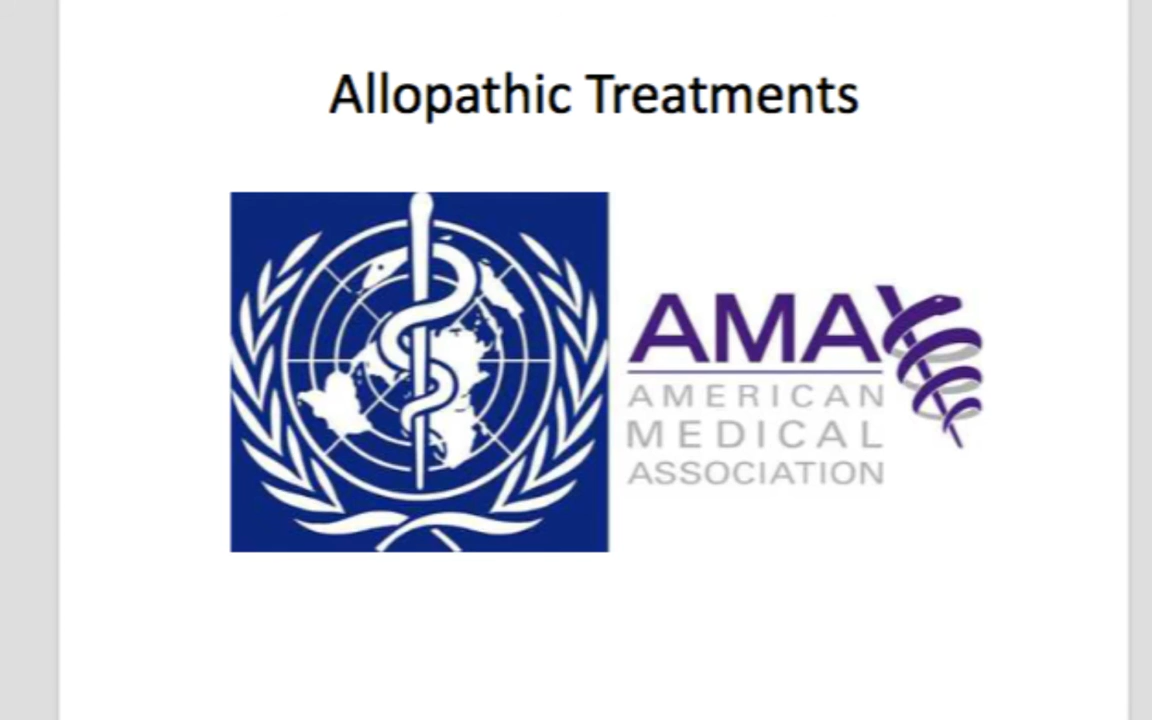 Allopathic Treatments
AMA
AMERICAN
MEDICAL
ASSOCIATION